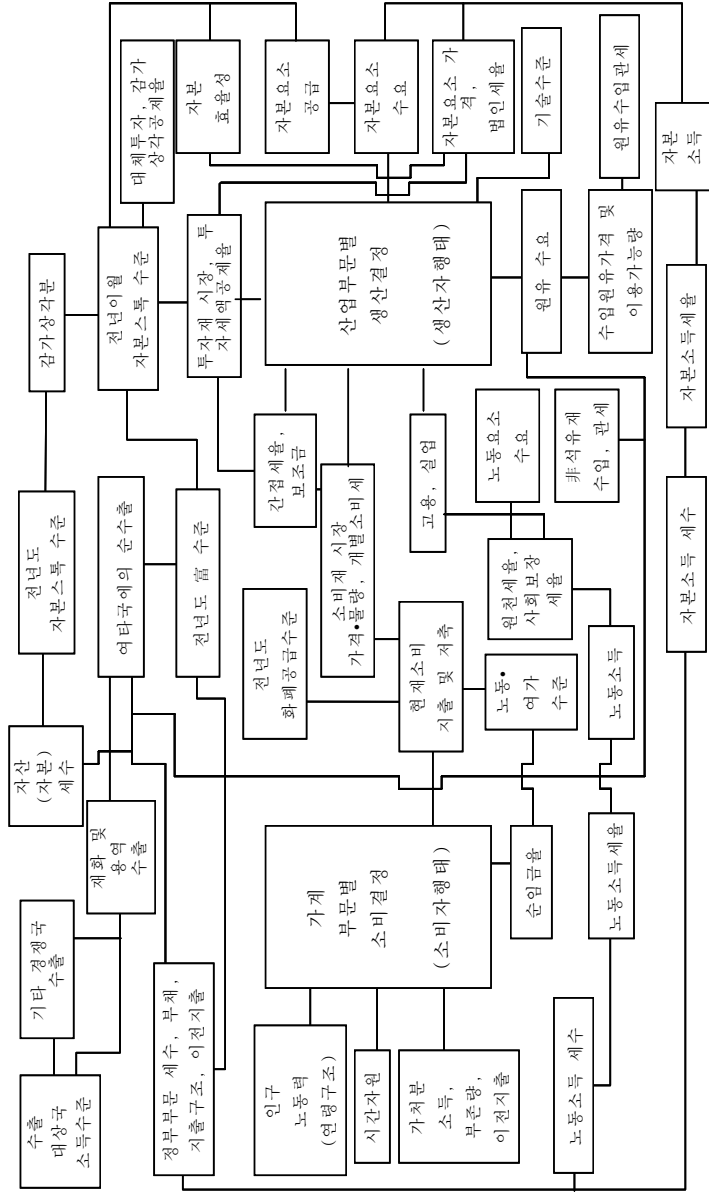 수출
대상국
소득수준
기타 경쟁국
수출
재화 및
용역
수출
자산
(자본)
세수
여타국에의 순수출
전년도
자본스톡 수준
감가상각분
전년이월
자본스톡 수준
대체투자, 감가
상각공제율
자본
효율성
자본요소
공급
자본요소
수요
자본요소 가
격,
법인세율
기술수준
원유수입관세
자본
소득
정부부문 세수, 부채,
지출구조, 이전지출
전년도 富 수준
투자재 시장, 투
자세액공제율
산업부문별
생산결정
(생산자행태)
원유 수요
수입원유가격 및
이용가능량
자본소득세율
간접세율,
보조금
소비재 시장
가격•물량, 개별소비세
고용, 실업
노동요소
수요
非석유재
수입, 관세
자본소득 세수
전년도
화폐공급수준
현재소비
지출 및 저축
원천세율,
사회보장
세율
노동•
여가
수준
노동소득
가계
부문별
소비결정
(소비자행태)
순임금율
노동소득세율
인구
노동력
(연령구조)
시간자원
가처분
소득,
부존량,
이전지출
노동소득 세수